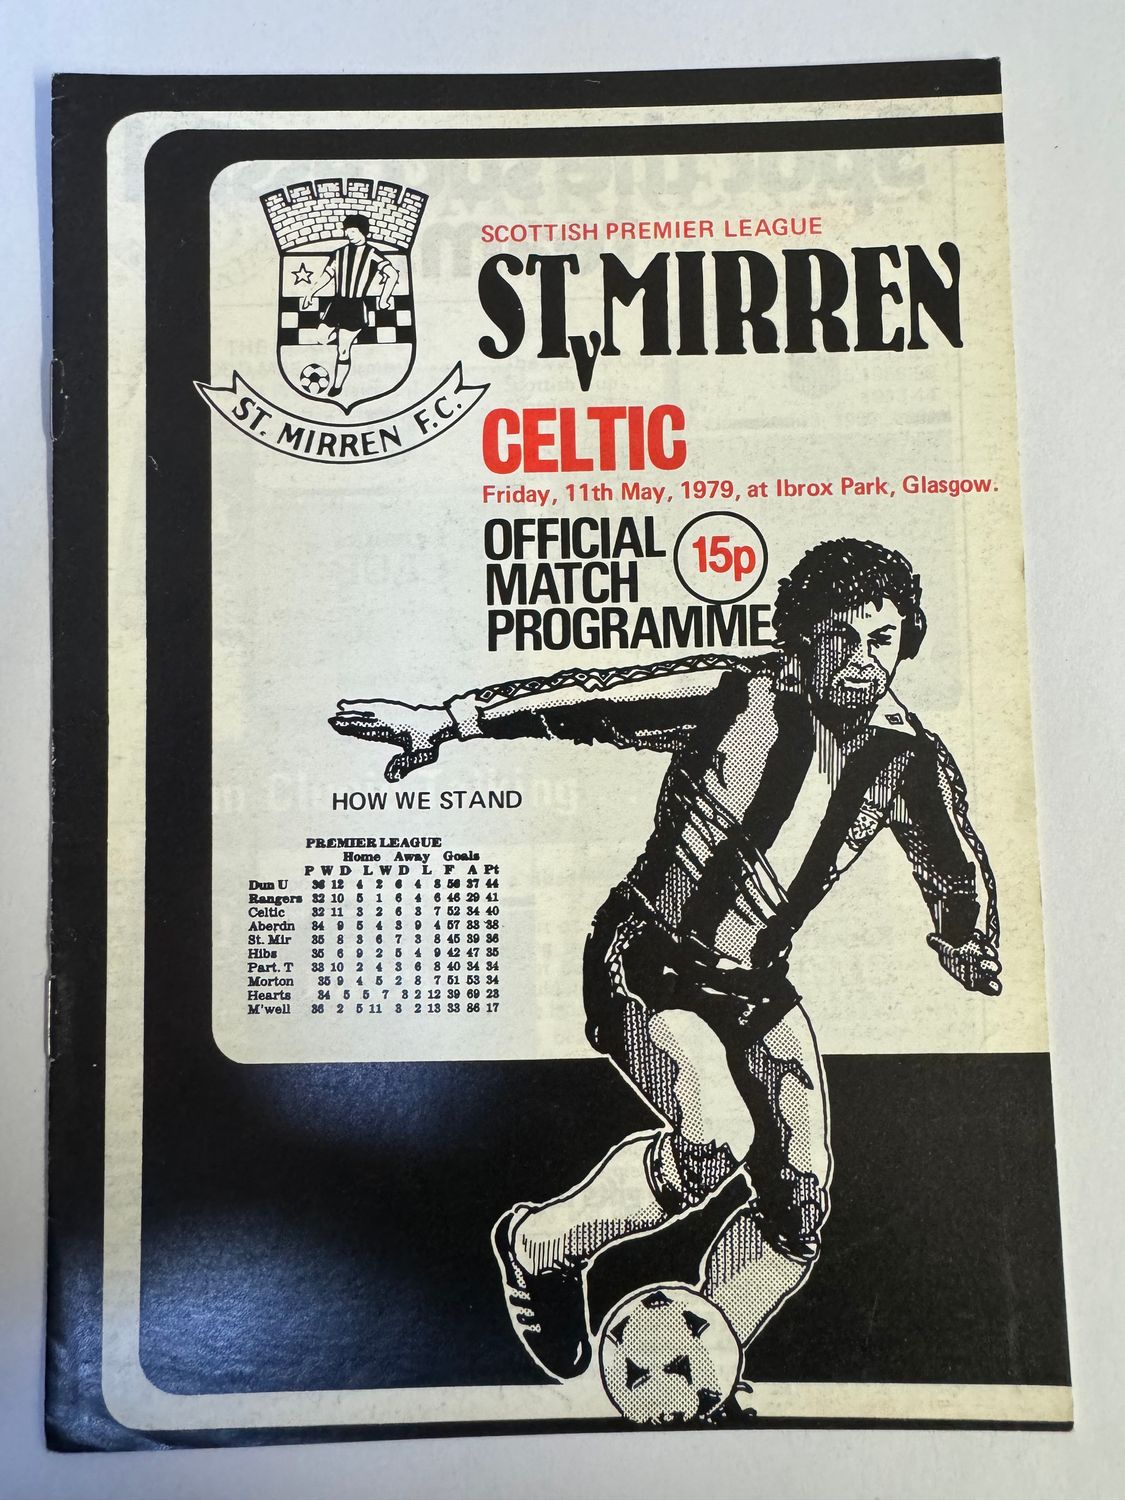 SCOTTISH PREMIER LEAGUE
ST. MIRREN
v
CELTIC
Friday, 11th May, 1979, at Ibrox Park, Glasgow.
OFFICIAL
MATCH
PROGRAMME
15p
ST. MIRREN F.C.
HOW WE STAND
PREMIER LEAGUE
Home Away Goals
P W D L W D L F A Pt
Dun U 36 12 4 2 6 4 8 56 37 44
Rangers 32 10 5 1 6 4 6 46 29 41
Celtic 32 11 3 2 6 3 7 52 34 40
Aberdn 34 9 5 4 3 9 4 57 33 38
St. Mir 35 8 3 6 7 3 8 45 39 36
Hibs 35 6 9 2 5 4 9 42 47 35
Part. T 33 10 2 4 3 6 8 40 34 34
Morton 35 9 4 5 2 8 7 51 53 34
Hearts 34 5 5 7 3 2 12 39 69 23
M'well 36 2 5 11 3 2 13 33 86 17